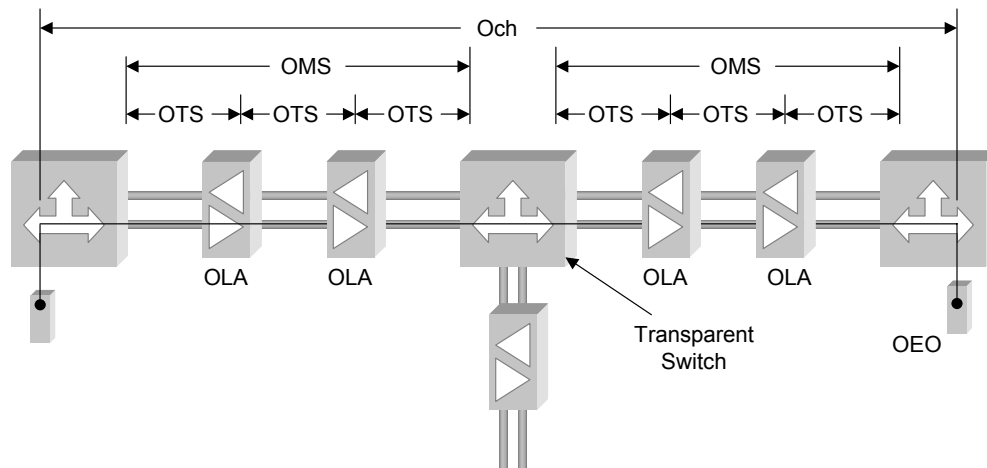 Och
OMS
OMS
OTS
OTS
OTS
OTS
OTS
OTS
OLA
OLA
OLA
OLA
Transparent
Switch
OEO